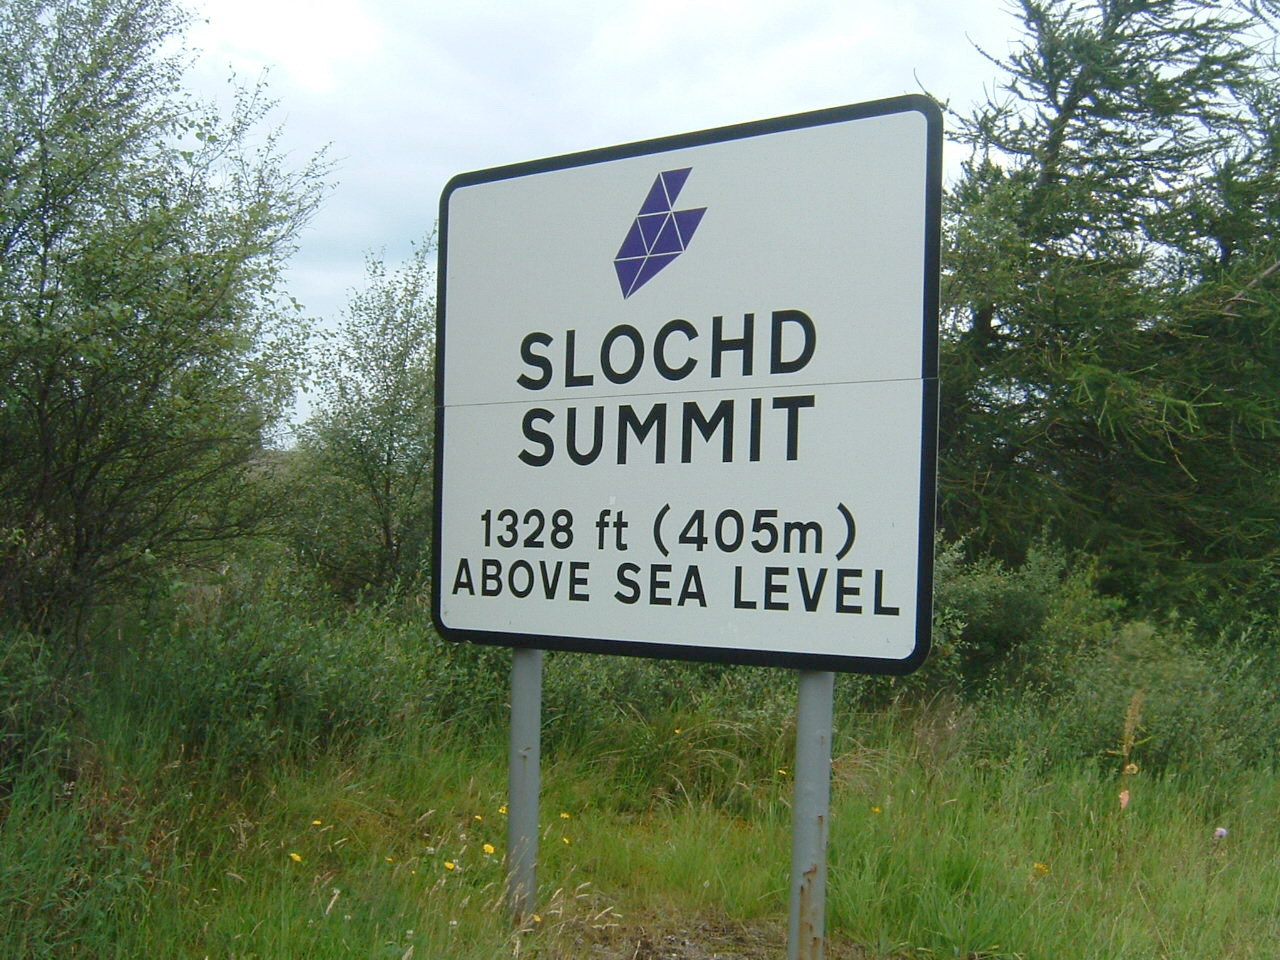 SLOCHD
SUMMIT
1328 ft (405m)
ABOVE SEA LEVEL